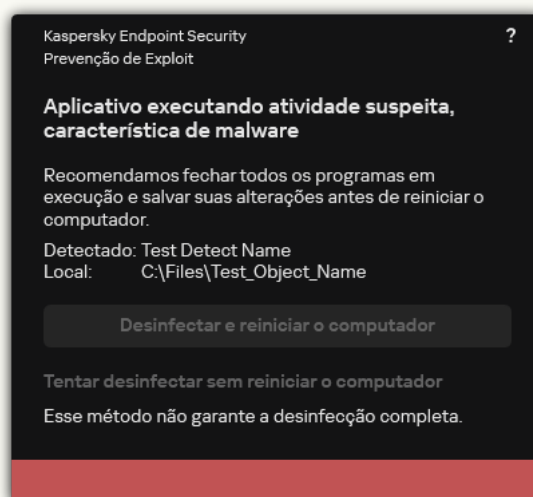 Kaspersky Endpoint Security
?
Prevenção de Exploit
Aplicativo executando atividade suspeita,
característica de malware
Recomendamos fechar todos os programas em
execução e salvar suas alterações antes de reiniciar o
computador.
Detectado: Test Detect Name
Local: C:\Files\Test_Object_Name
Desinfectar e reiniciar o computador
Tentar desinfectar sem reiniciar o computador
Esse método não garante a desinfecção completa.